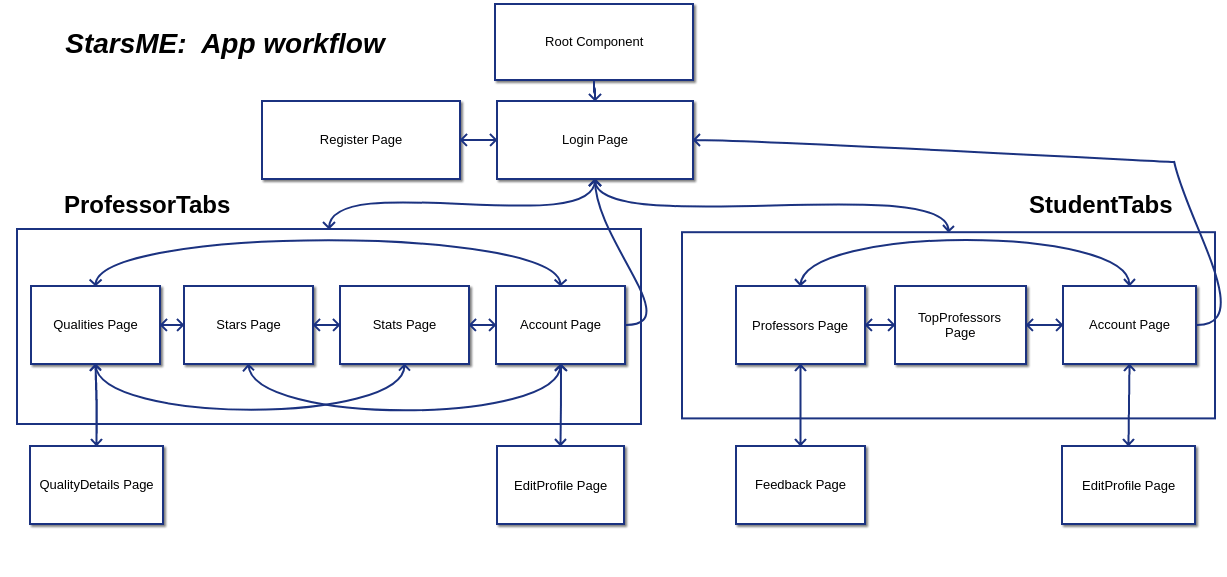 StarsME:  App workflow
Root Component
Register Page
Login Page
ProfessorTabs
StudentTabs
Qualities Page
Stars Page
Stats Page
Account Page
Professors Page
TopProfessors
Page
Account Page
QualityDetails Page
EditProfile Page
Feedback Page
EditProfile Page